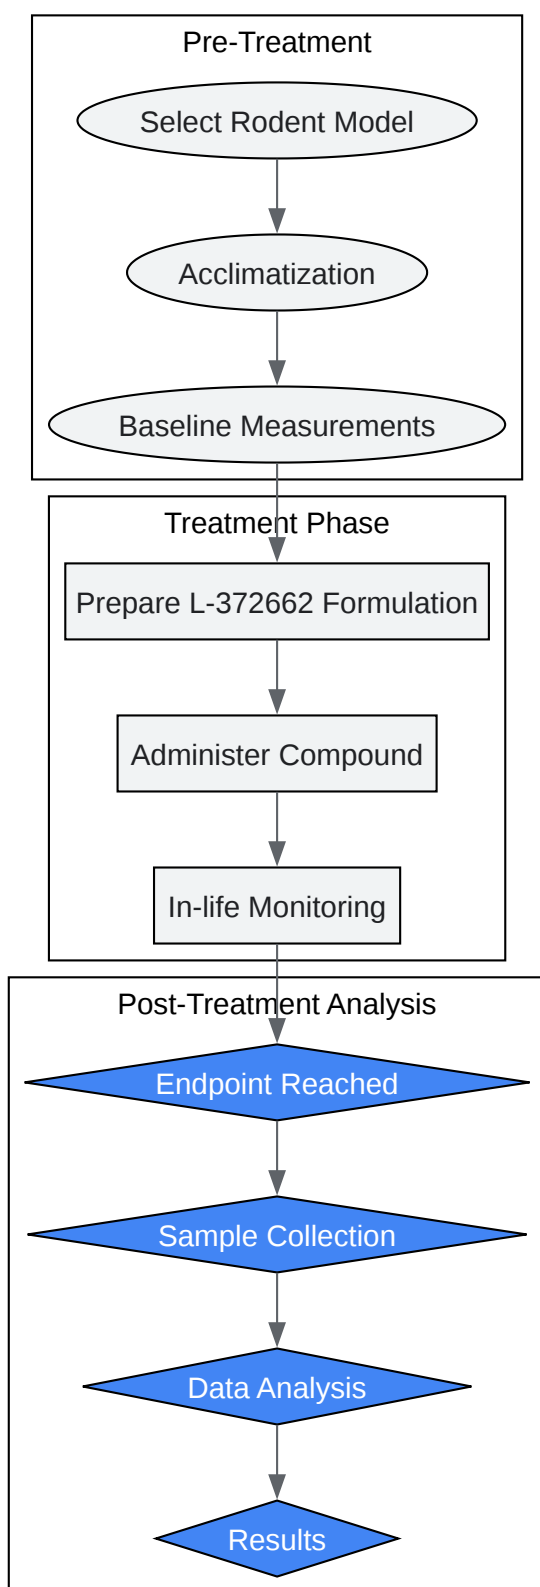 Pre-Treatment
Select Rodent Model
Acclimatization
Baseline Measurements
Treatment Phase
Prepare L-372662 Formulation
Administer Compound
In-life Monitoring
Post-Treatment Analysis
Endpoint Reached
Sample Collection
Data Analysis
Results